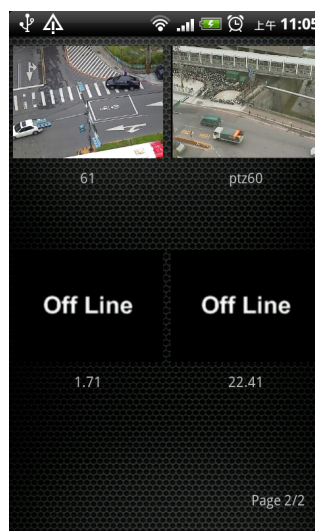 上午 11:05
61
ptz60
Off Line
Off Line
1.71
22.41
Page 2/2